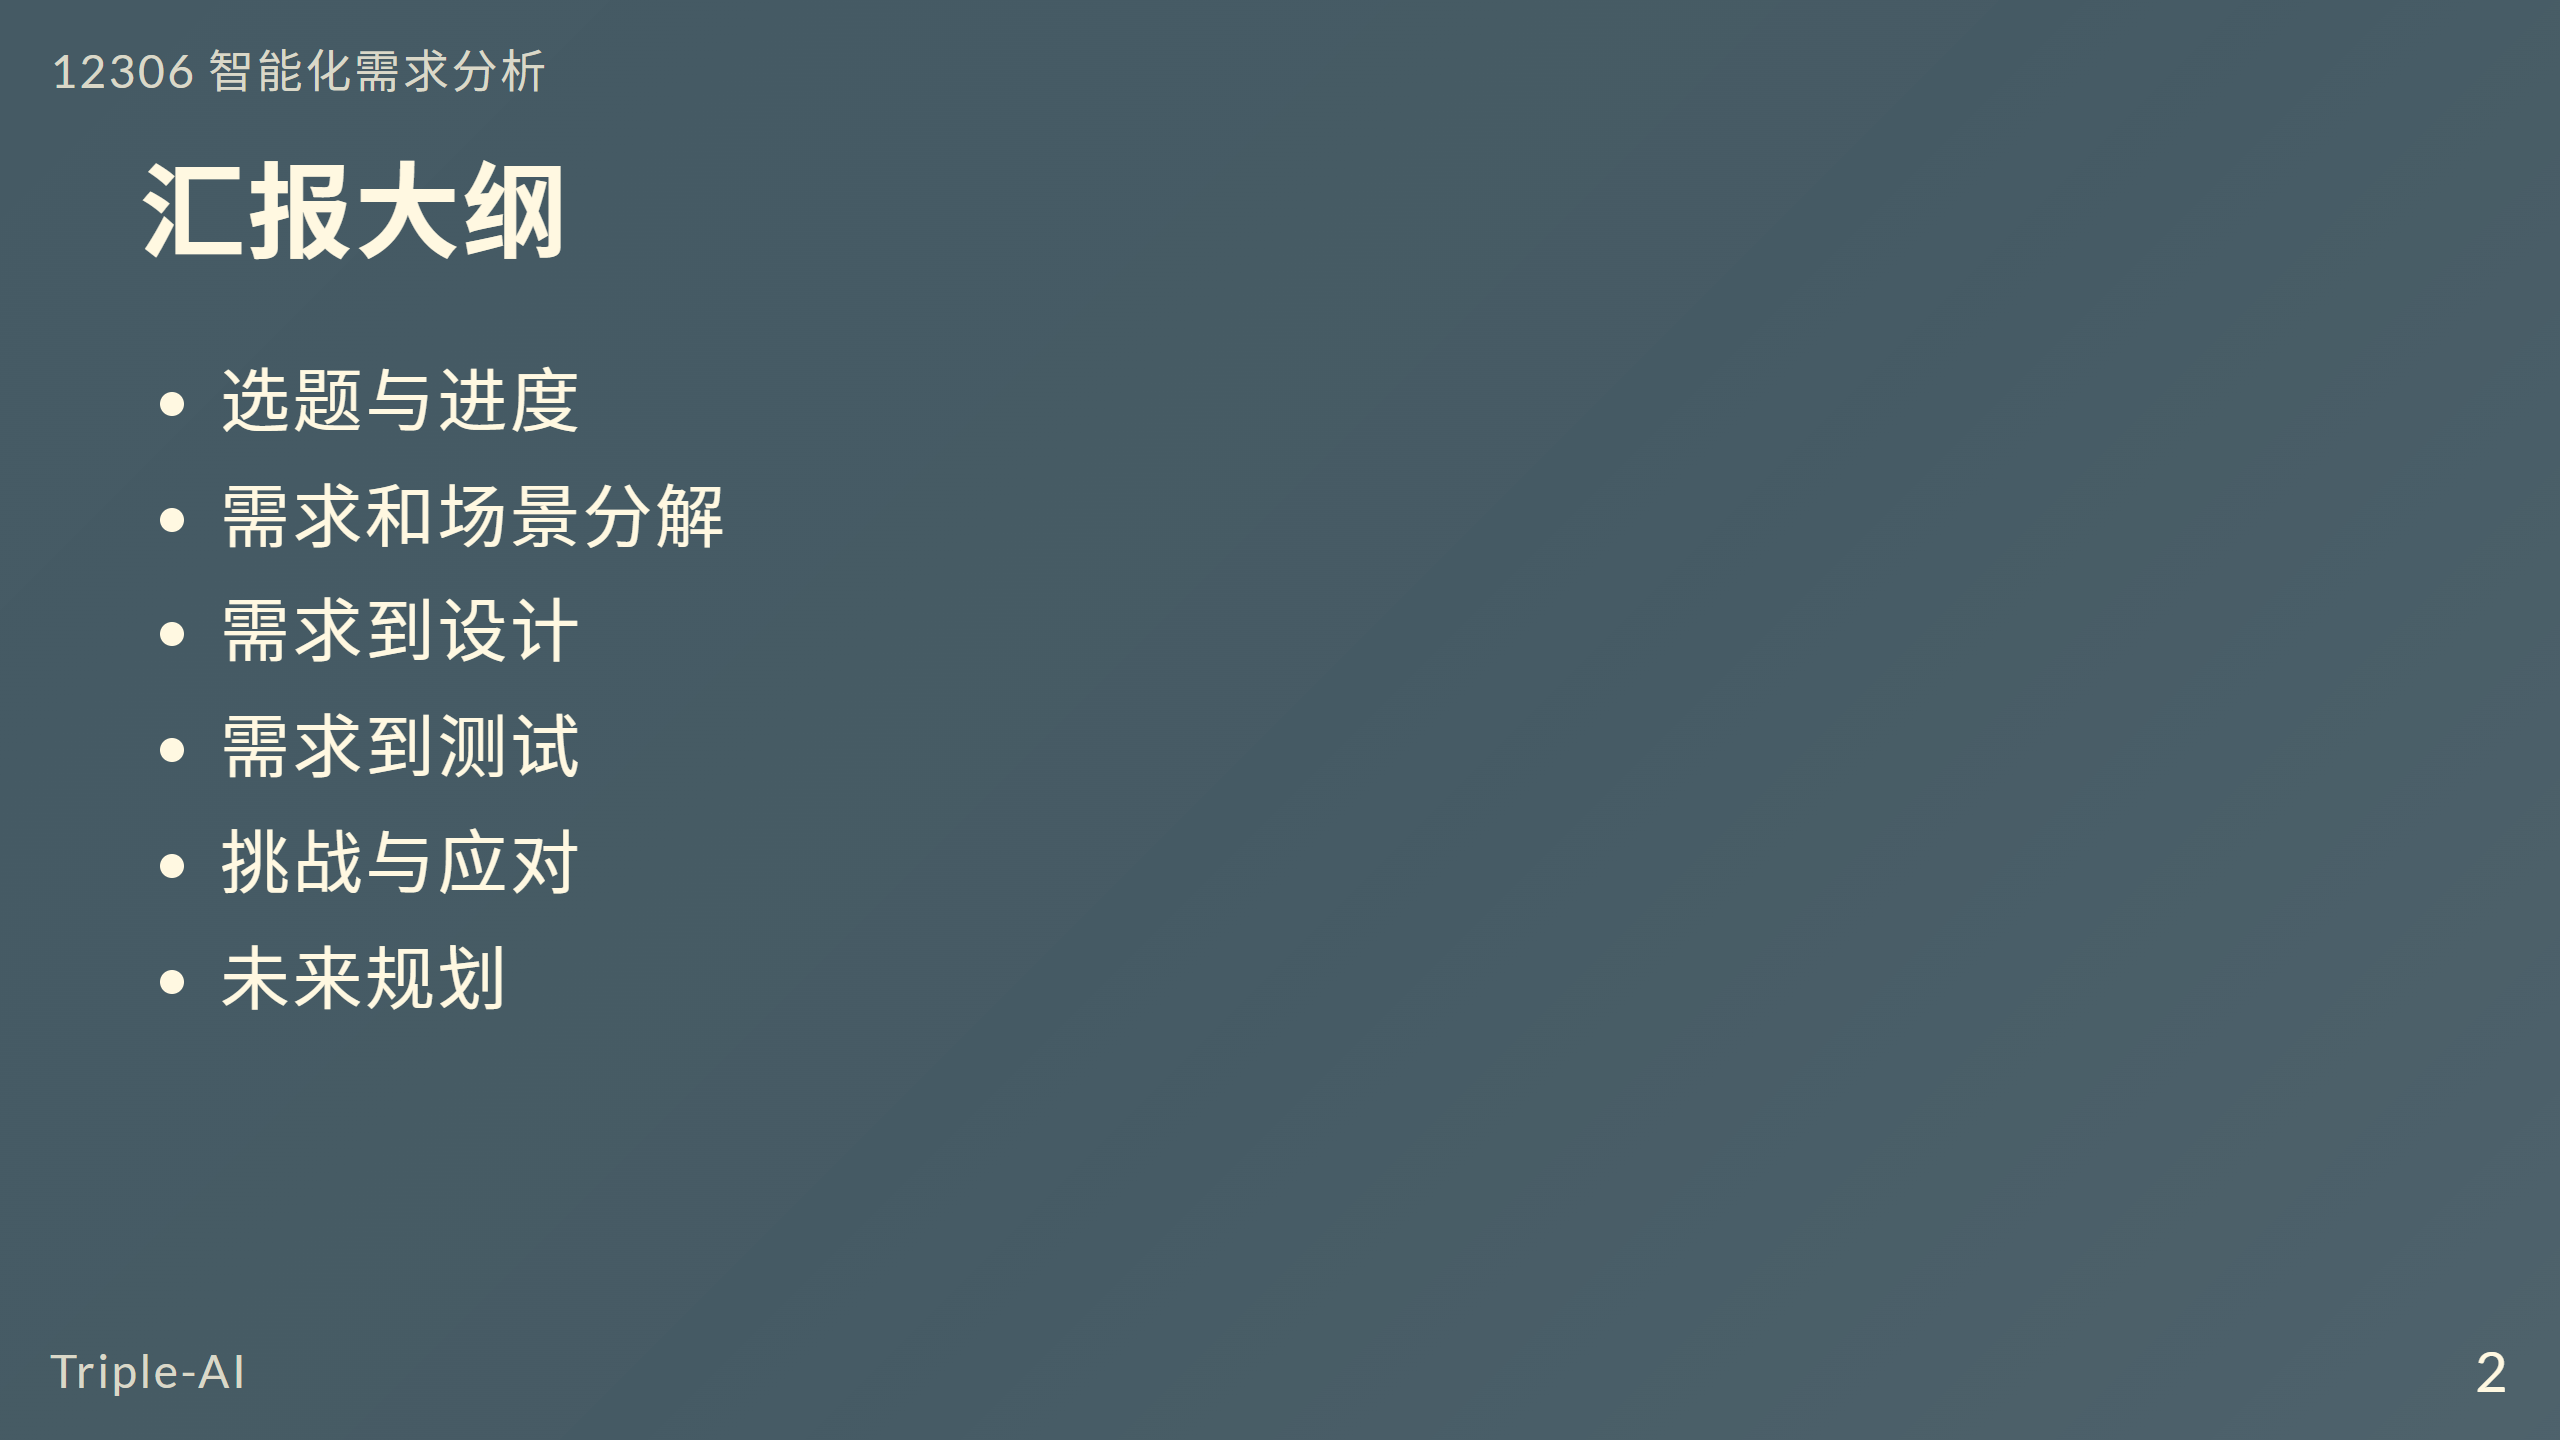 12306 智能化需求分析
汇报大纲
• 选题与进度
• 需求和场景分解
• 需求到设计
• 需求到测试
• 挑战与应对
• 未来规划
Triple-AI
2